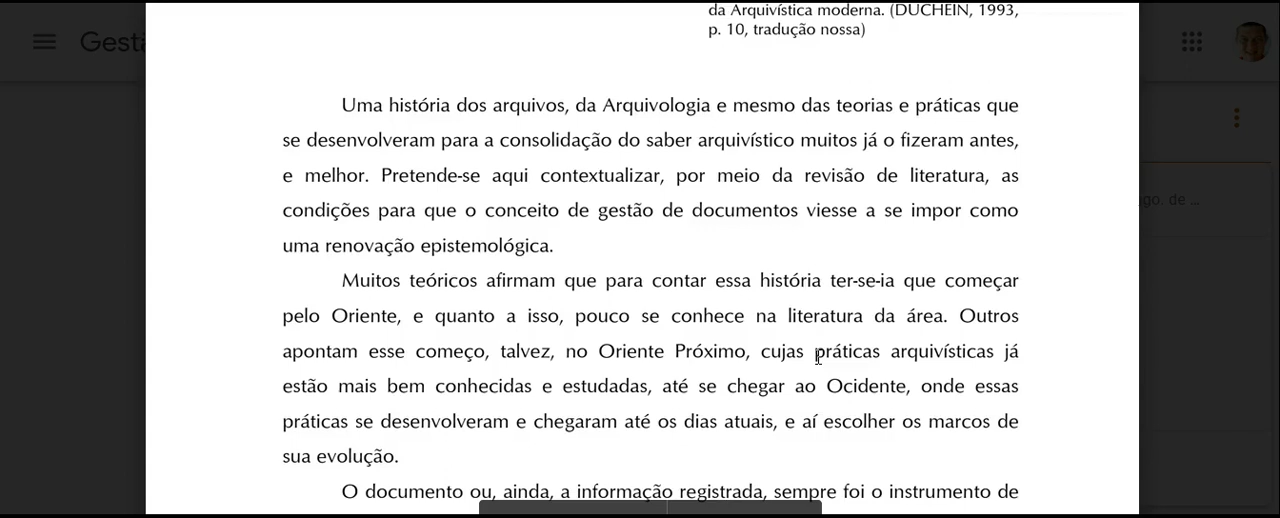 da Arquivística moderna. (DUCHEIN, 1993,
p. 10, tradução nossa)
Gestã
Uma história dos arquivos, da Arquivologia e mesmo das teorias e práticas que
se desenvolveram para a consolidação do saber arquivístico muitos já o fizeram antes,
e melhor. Pretende-se aqui contextualizar, por meio da revisão de literatura, as
condições para que o conceito de gestão de documentos viesse a se impor como
uma renovação epistemológica.
ago. de ...
Muitos teóricos afirmam que para contar essa história ter-se-ia que começar
pelo Oriente, e quanto a isso, pouco se conhece na literatura da área. Outros
apontam esse começo, talvez, no Oriente Próximo, cujas práticas arquivísticas já
estão mais bem conhecidas e estudadas, até se chegar ao Ocidente, onde essas
práticas se desenvolveram e chegaram até os dias atuais, e aí escolher os marcos de
sua evolução.
O documento ou, ainda, a informação registrada, sempre foi o instrumento de